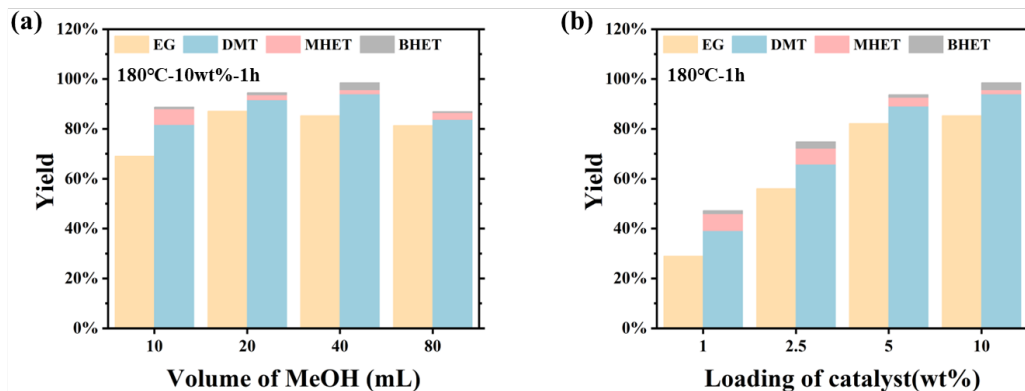 (a)
120%
100%
80%
60%
40%
20%
0%
Yield
EG DMT MHET BHET
180℃-10wt%-1h
10 20 40 80
Volume of MeOH (mL)
(b)
120%
100%
80%
60%
40%
20%
0%
Yield
EG DMT MHET BHET
180℃-1h
1 2.5 5 10
Loading of catalyst(wt%)